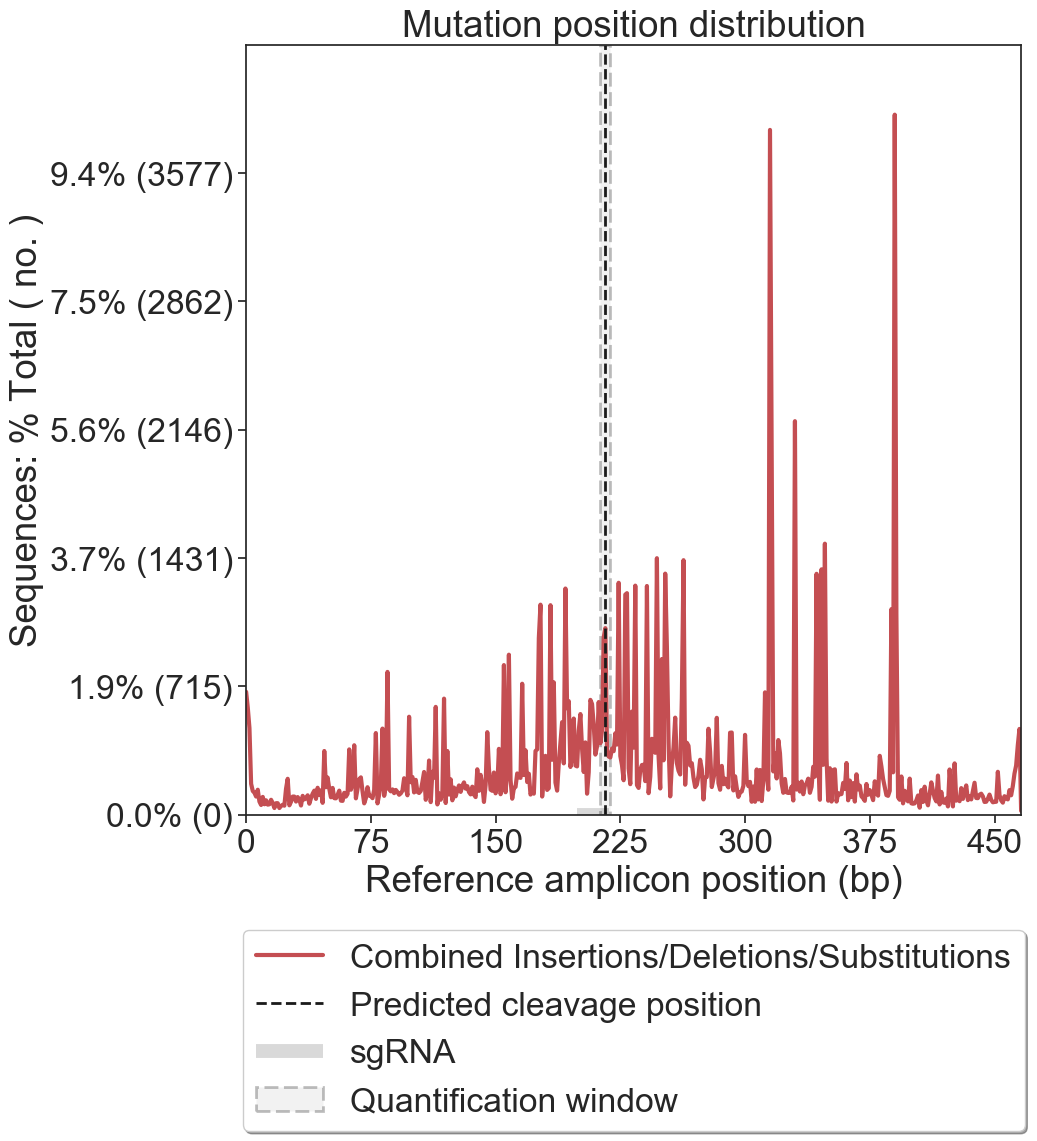 Mutation position distribution
Sequences: % Total ( no. )
9.4% (3577)
7.5% (2862)
5.6% (2146)
3.7% (1431)
1.9% (715)
0.0% (0)
0 75 150 225 300 375 450
Reference amplicon position (bp)
Combined Insertions/Deletions/Substitutions
Predicted cleavage position
sgRNA
Quantification window